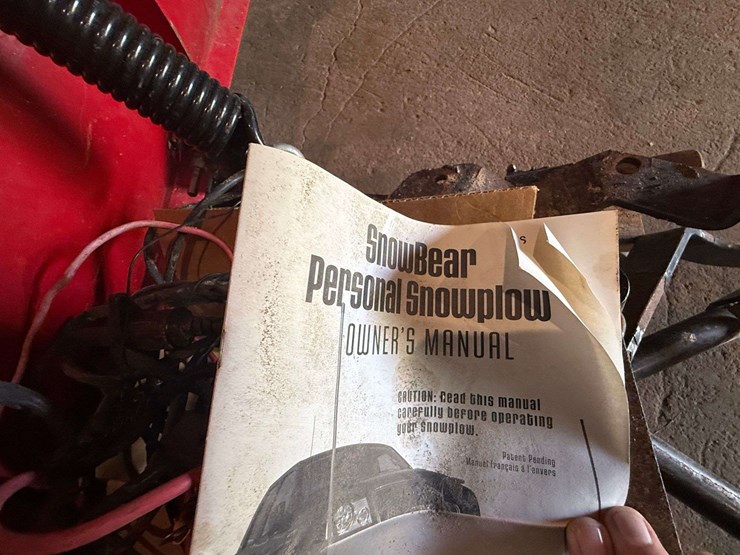 SnowBear
Personal Snowplow
OWNER'S MANUAL
CAUTION: Read this manual
carefully before operating
your Snowplow.
Patent Pending
Manuel français à l'envers
S